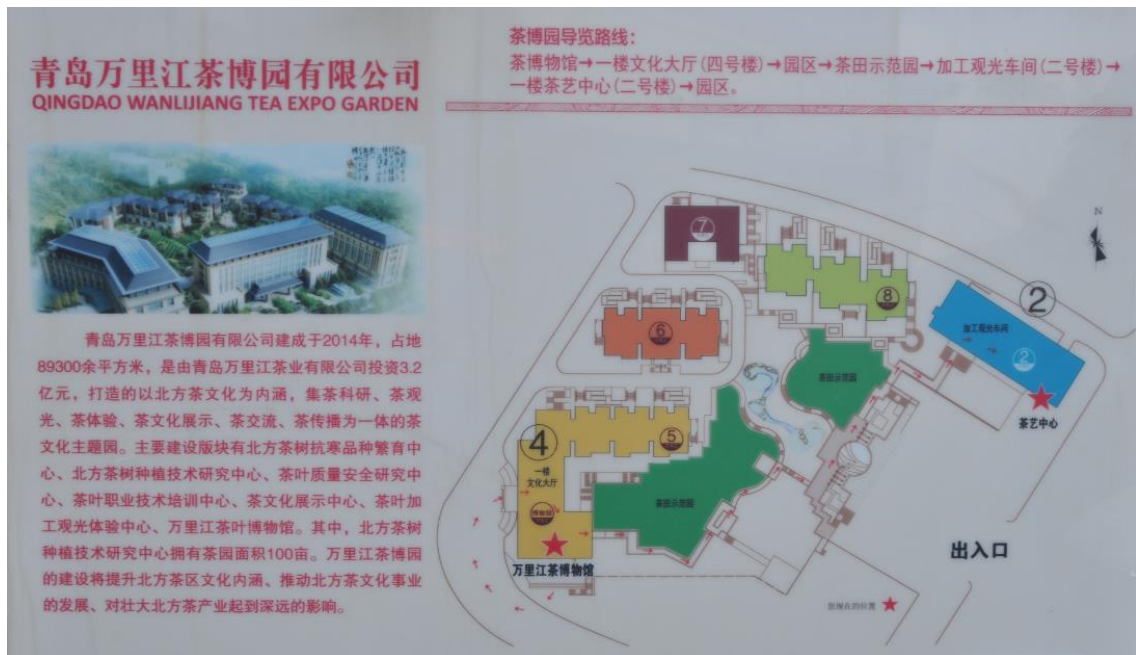 青岛万里江茶博园有限公司
QINGDAO WANLIJIANG TEA EXPO GARDEN
茶博园导览路线：
茶博物馆→一楼文化大厅(四号楼)→园区→茶田示范园→加工观光车间(二号楼)→
一楼茶艺中心(二号楼)→园区。
青岛万里江茶博园有限公司建成于2014年，占地
89300余平方米，是由青岛万里江茶业有限公司投资3.2
亿元，打造的以北方茶文化为内涵，集茶科研、茶观
光、茶体验、茶文化展示、茶交流、茶传播为一体的茶
文化主题园。主要建设版块有北方茶树抗寒品种繁育中
心、北方茶树种植技术研究中心、茶叶质量安全研究中
心、茶叶职业技术培训中心、茶文化展示中心、茶叶加
工观光体验中心、万里江茶叶博物馆。其中，北方茶树
种植技术研究中心拥有茶园面积100亩。万里江茶博园
的建设将提升北方茶区文化内涵、推动北方茶文化事业
的发展、对壮大北方茶产业起到深远的影响。
N
7
8
2
加工观光车间
2
6
茶田示范园
茶艺中心
4
5
一楼
文化大厅
博物馆
茶田示范园
万里江茶博物馆
出入口
您现在的位置